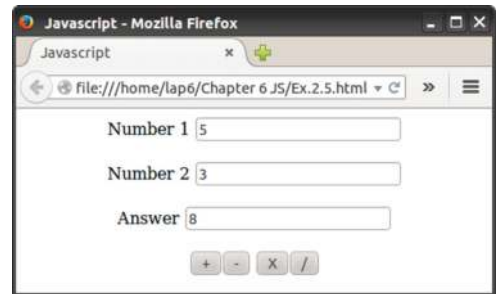 Javascript - Mozilla Firefox
Javascript
file:///home/lap6/Chapter 6 JS/Ex.2.5.html
Number 1 5
Number 2 3
Answer 8
+ - X /